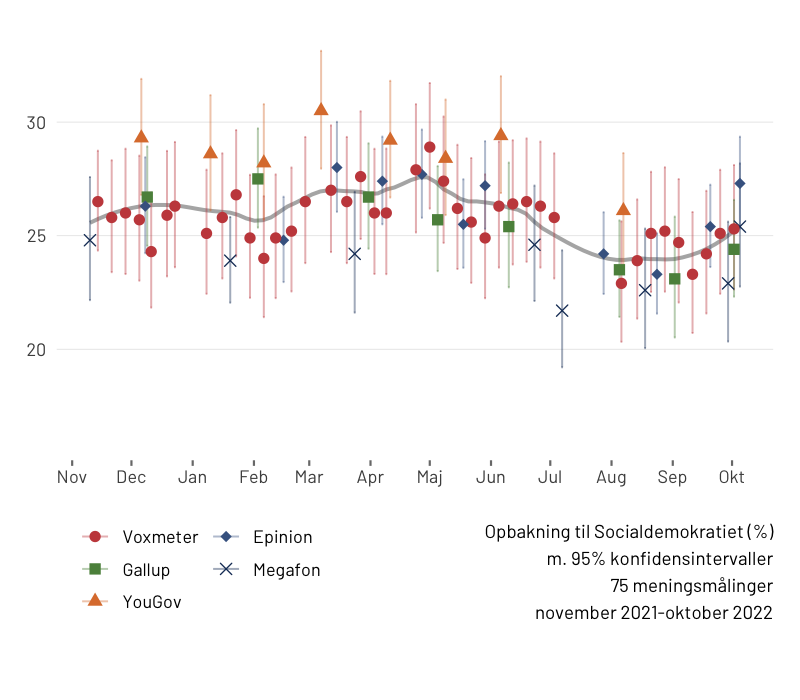 30
25
20
Nov Dec Jan Feb Mar Apr Maj Jun Jul Aug Sep Okt
Voxmeter Epinion
Gallup Megafon
YouGov
Opbakning til Socialdemokratiet (%)
m. 95% konfidensintervaller
75 meningsmålinger
november 2021-oktober 2022